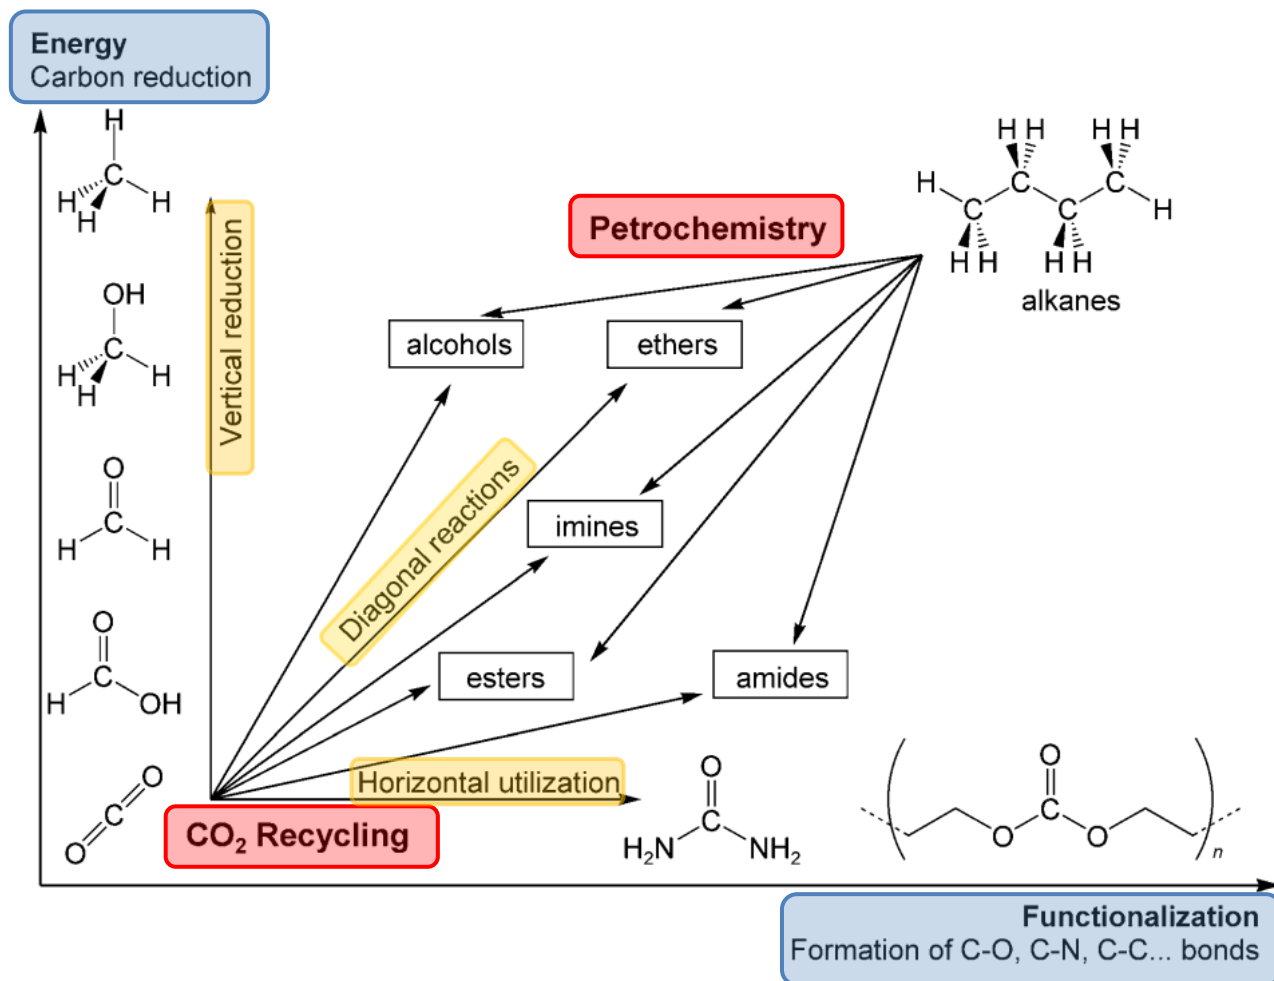 Energy
Carbon reduction
H
C
H
H
H
OH
C
H
H
H
O
C
H
H
O
C
H
OH
O
C
O
Vertical reduction
Petrochemistry
H H
H H
H
C
C
C
C
H
H H
H H
alkanes
alcohols
ethers
Diagonal reactions
imines
esters
amides
Horizontal utilization
CO₂ Recycling
O
C
H₂N
NH₂
O
C
O
O
n
Functionalization
Formation of C-O, C-N, C-C... bonds